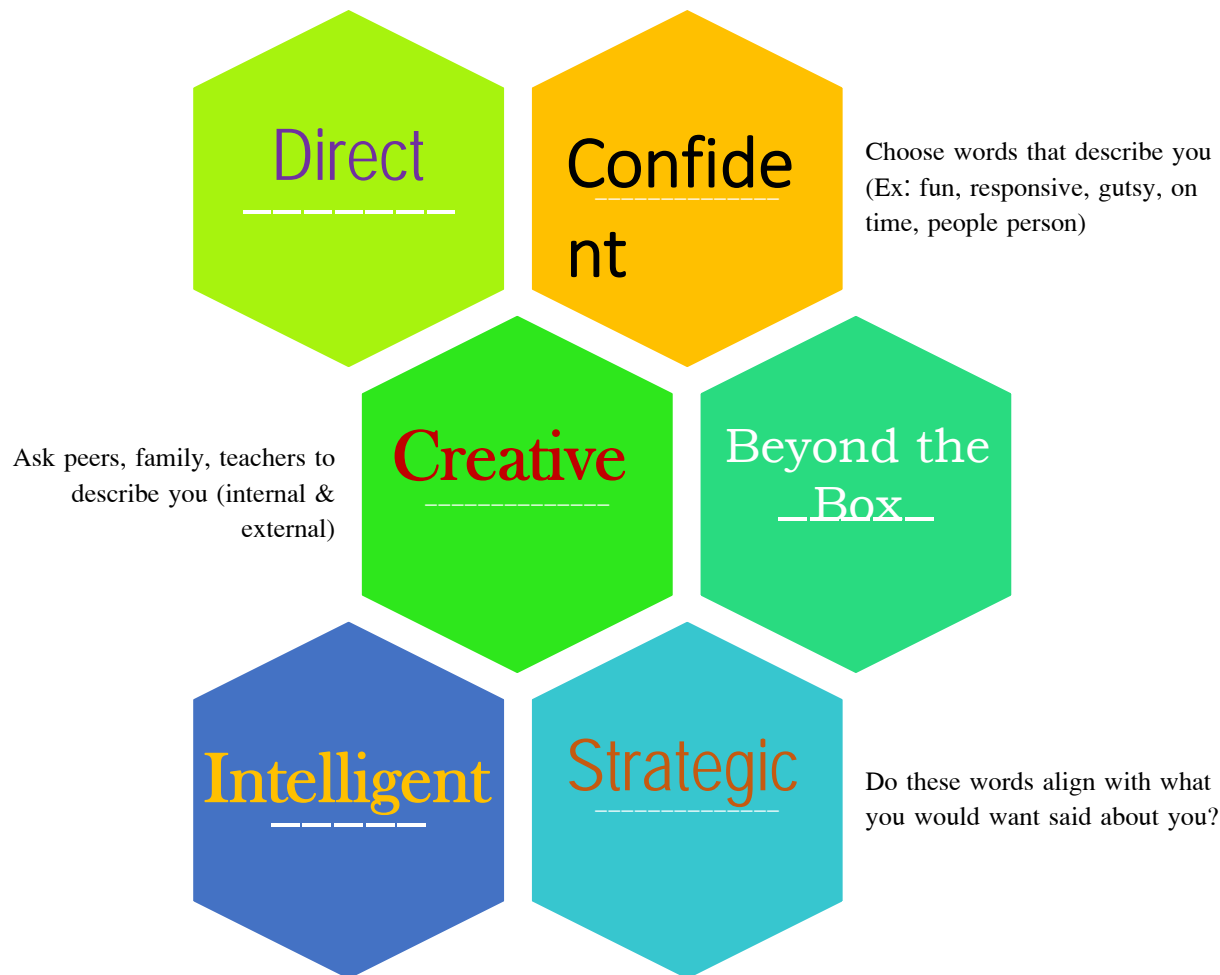 Direct
Confide
nt
Choose words that describe you
(Ex: fun, responsive, gutsy, on
time, people person)
Ask peers, family, teachers to
describe you (internal &
external)
Creative
Beyond the
Box
Intelligent
Strategic
Do these words align with what
you would want said about you?